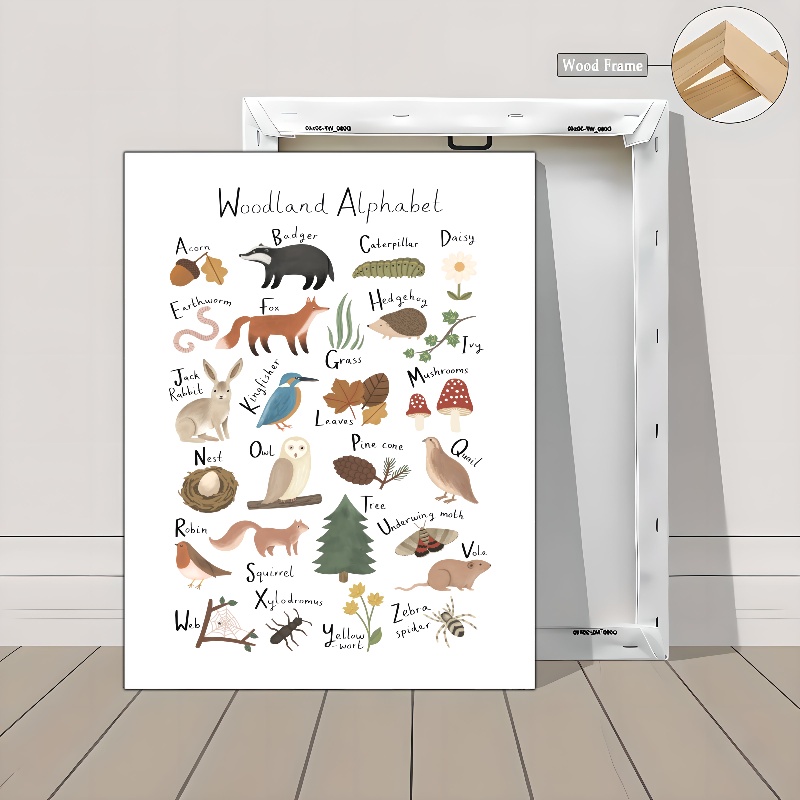 Wood Frame
Woodland Alphabet
Acorn
Badger
Caterpillar
Daisy
Earthworm
Fox
Grass
Hedgehog
Ivy
Jack
Rabbit
Kingfisher
Leaves
Mushrooms
Nest
Owl
Pine cone
Quail
Robin
Squirrel
Tree
Underwing moth
Vole
Web
Xylodromus
Yellow
-wort
Zebra
spider